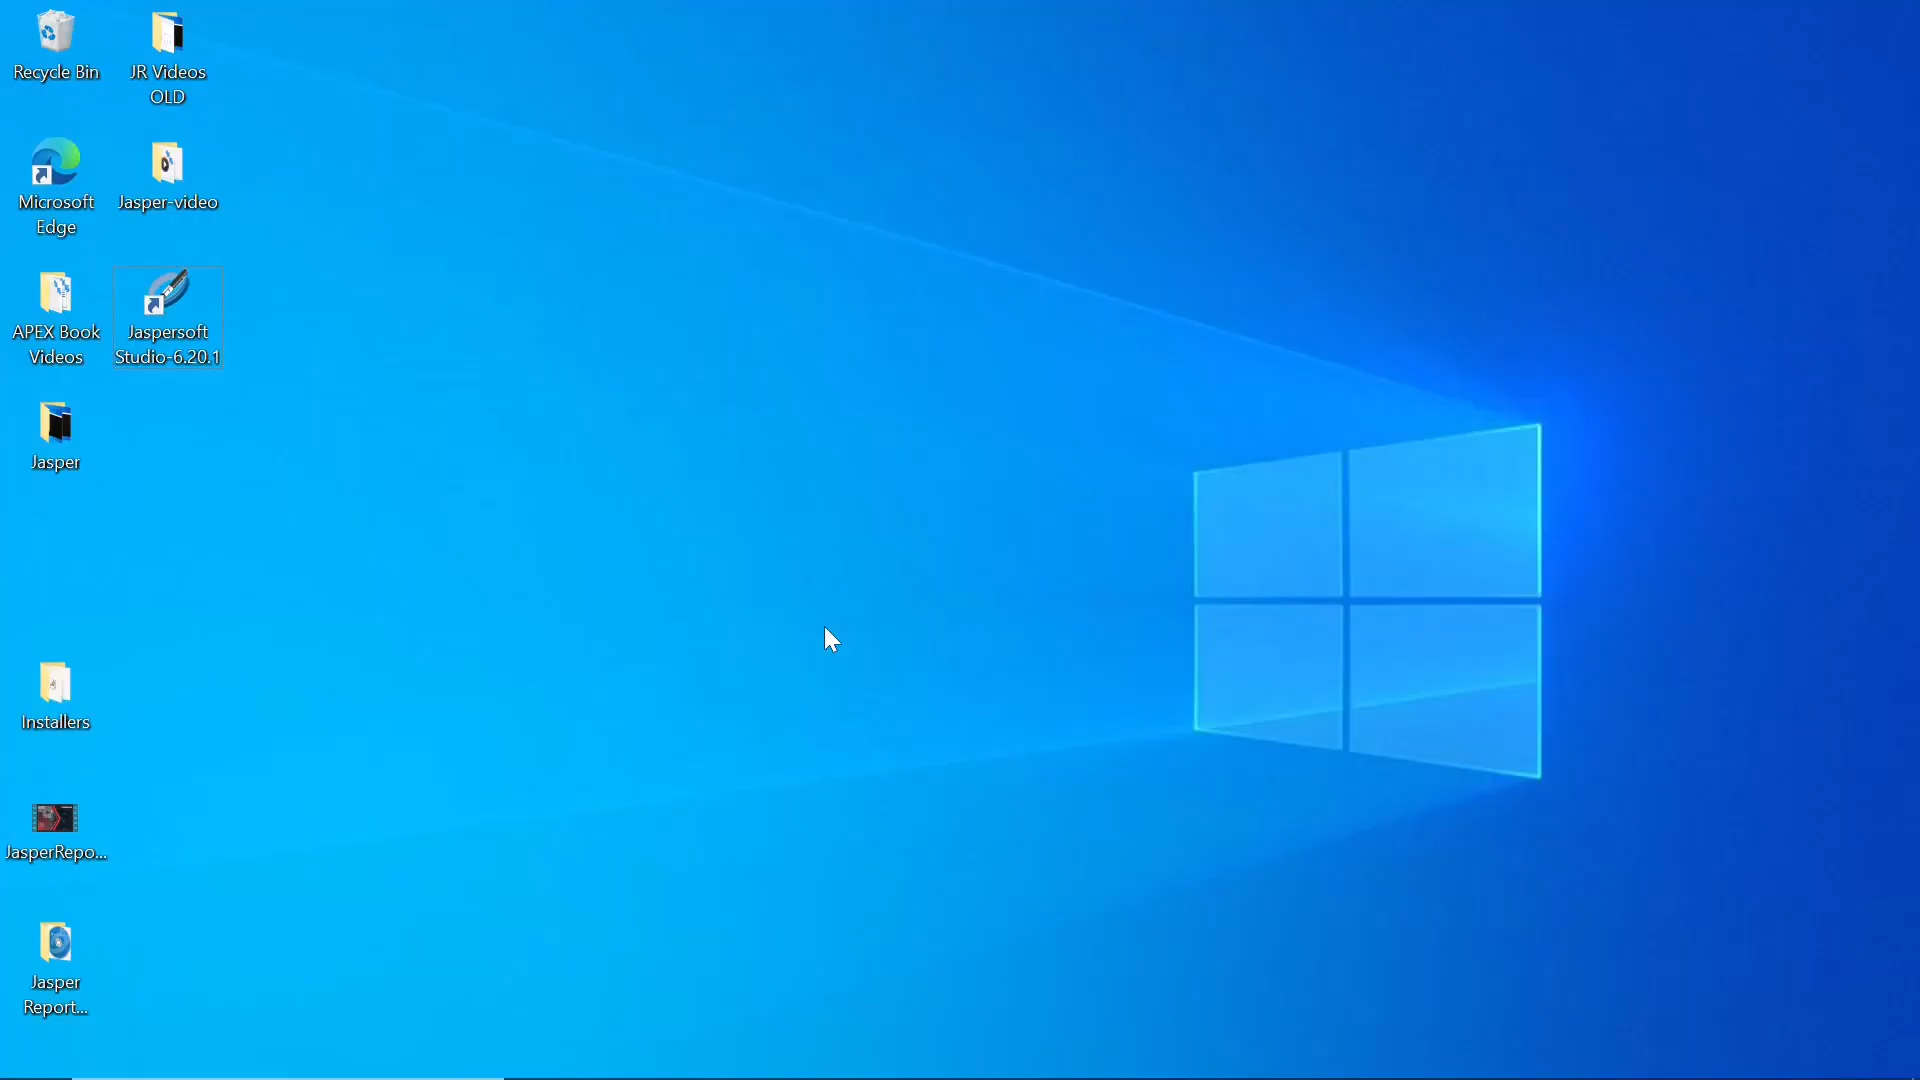 Recycle Bin
JR Videos
OLD
Microsoft
Edge
Jasper-video
APEX Book
Videos
Jaspersoft
Studio-6.20.1
Jasper
Installers
JasperRepo...
Jasper
Report...